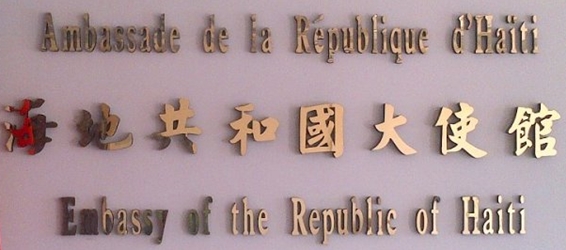 Ambassade de la République d'Haïti
海地共和國大使館
Embassy of the Republic of Haiti